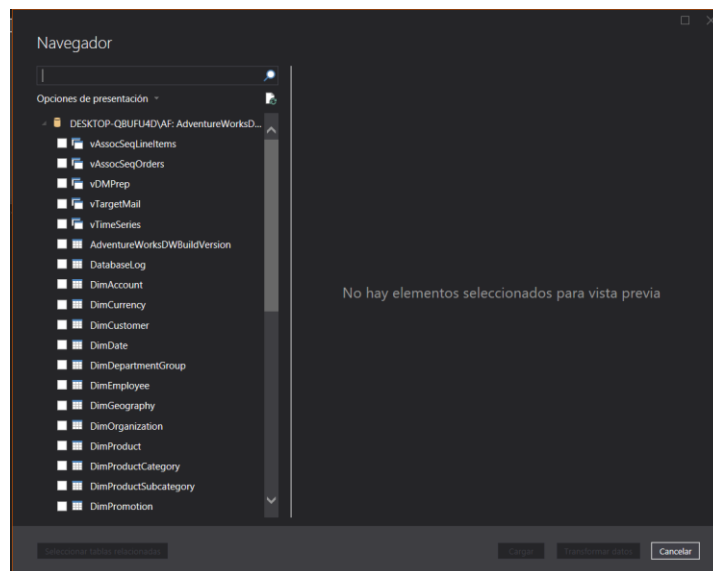 Navegador
Opciones de presentación
DESKTOP-QBUFU4D\AF: AdventureWorksD...
vAssocSeqLineItems
vAssocSeqOrders
vDMPrep
vTargetMail
vTimeSeries
AdventureWorksDWBuildVersion
DatabaseLog
DimAccount
DimCurrency
DimCustomer
DimDate
DimDepartmentGroup
DimEmployee
DimGeography
DimOrganization
DimProduct
DimProductCategory
DimProductSubcategory
DimPromotion
No hay elementos seleccionados para vista previa
Seleccionar tablas relacionadas
Cargar
Transformar datos
Cancelar